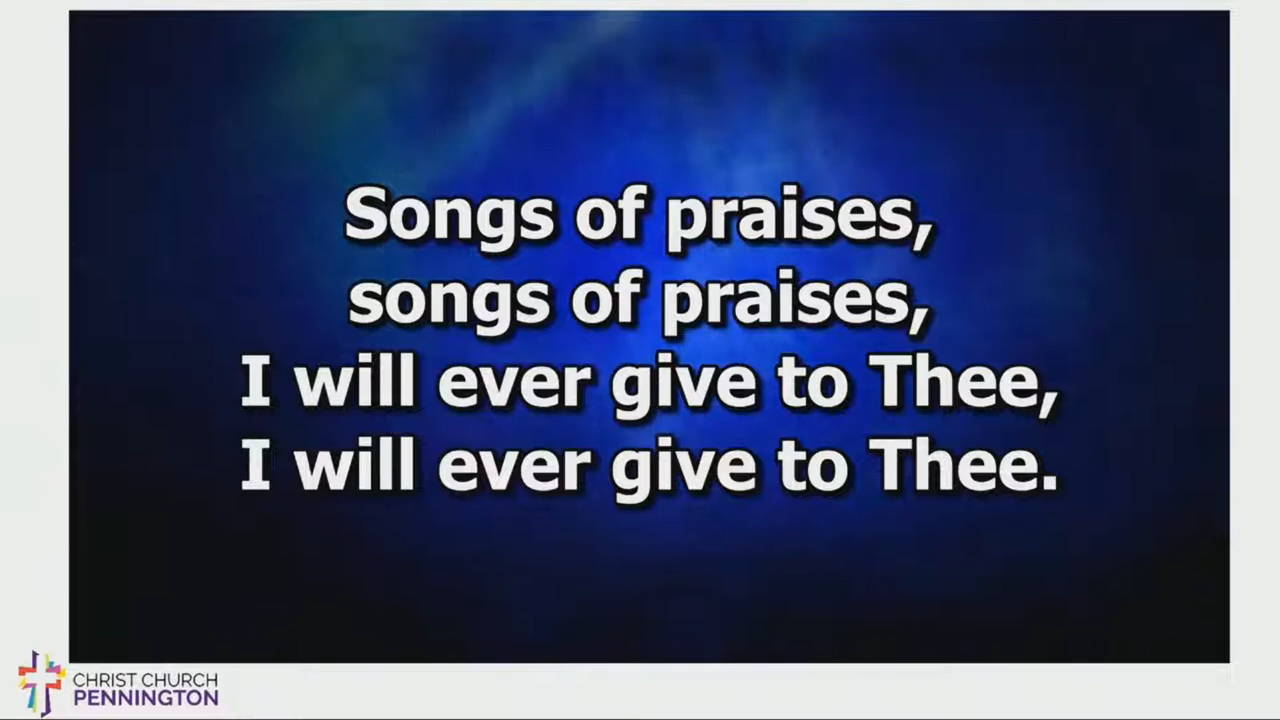 Songs of praises,
songs of praises,
I will ever give to Thee,
I will ever give to Thee.
CHRIST CHURCH
PENNINGTON